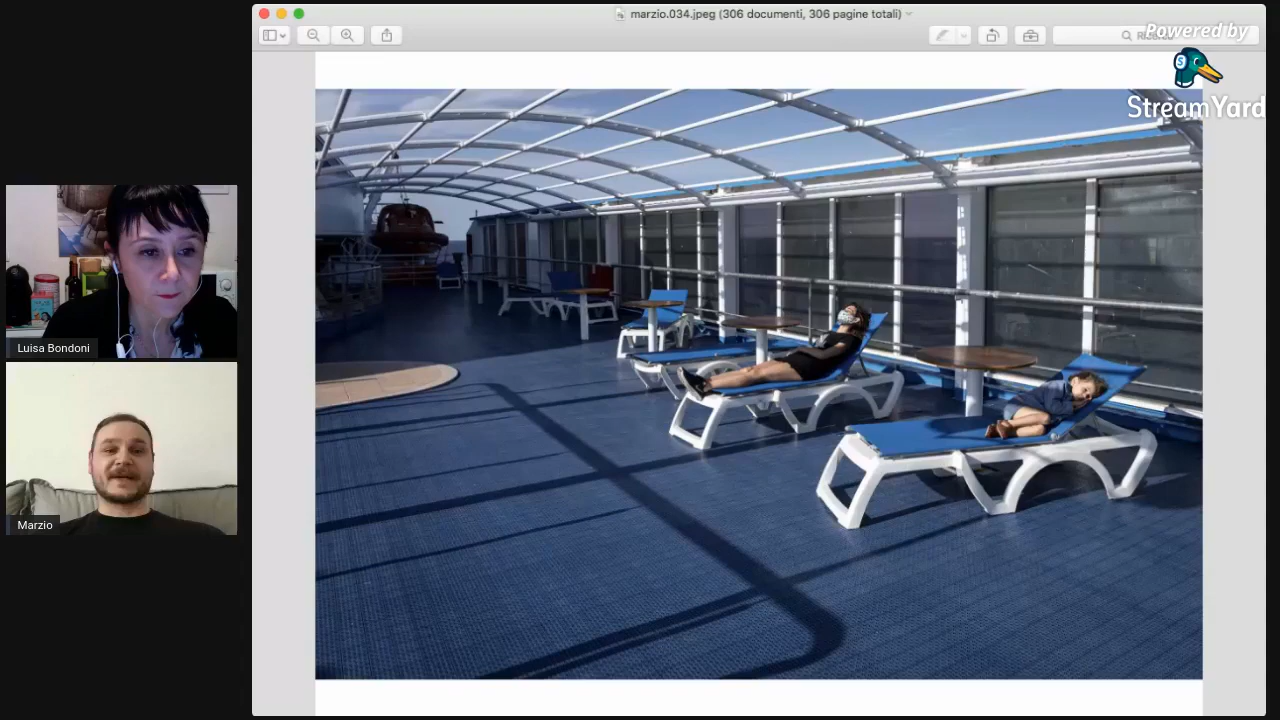 marzio.034.jpeg (306 documenti, 306 pagine totali)
Powered by
StreamYard
Luisa Bondoni
Marzio